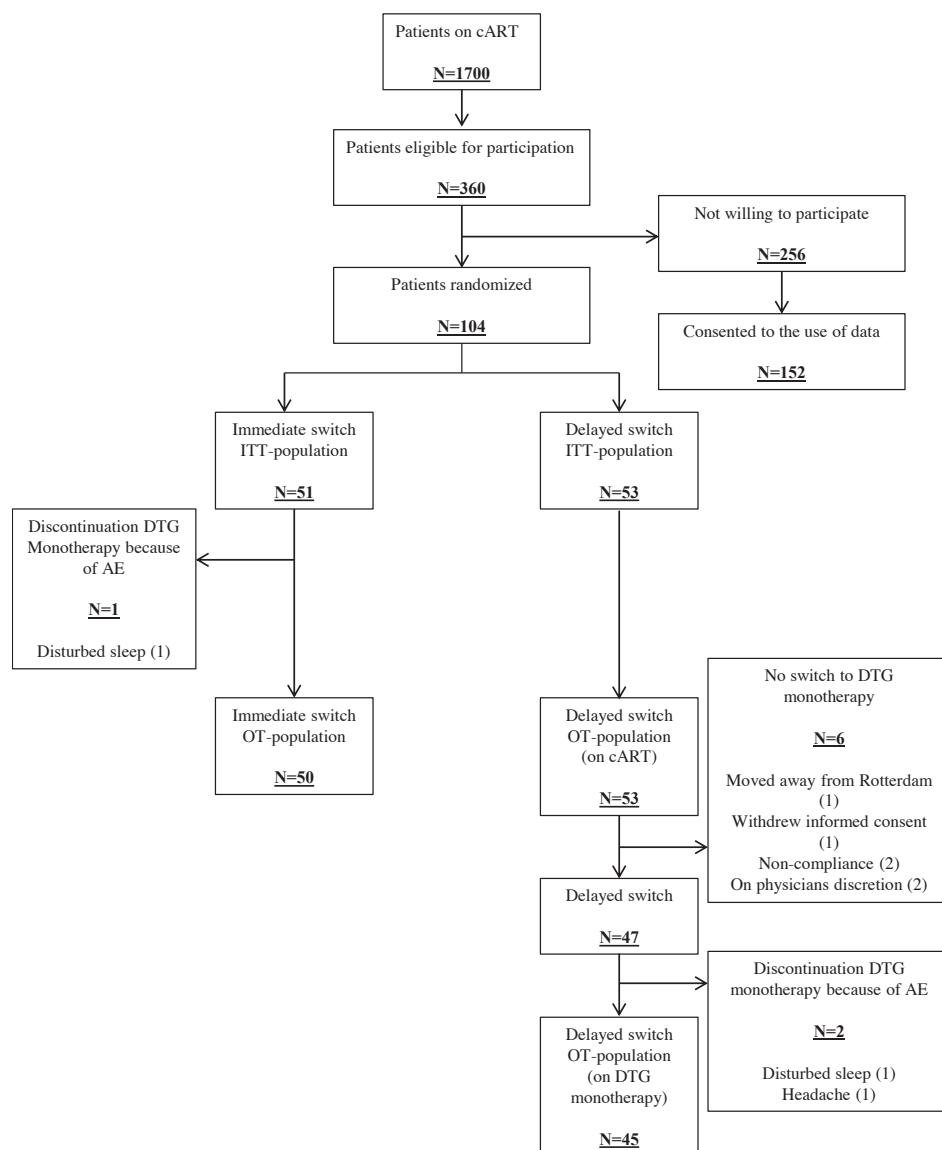 Patients on cART
N=1700
Patients eligible for participation
N=360
Not willing to participate
N=256
Patients randomized
N=104
Consented to the use of data
N=152
Immediate switch
ITT-population
N=51
Delayed switch
ITT-population
N=53
Discontinuation DTG
Monotherapy because
of AE
N=1
Disturbed sleep (1)
Immediate switch
OT-population
N=50
Delayed switch
OT-population
(on cART)
N=53
No switch to DTG
monotherapy
N=6
Moved away from Rotterdam
(1)
Withdrew informed consent
(1)
Non-compliance (2)
On physicians discretion (2)
Delayed switch
N=47
Discontinuation DTG
monotherapy because of AE
N=2
Disturbed sleep (1)
Headache (1)
Delayed switch
OT-population
(on DTG
monotherapy)
N=45